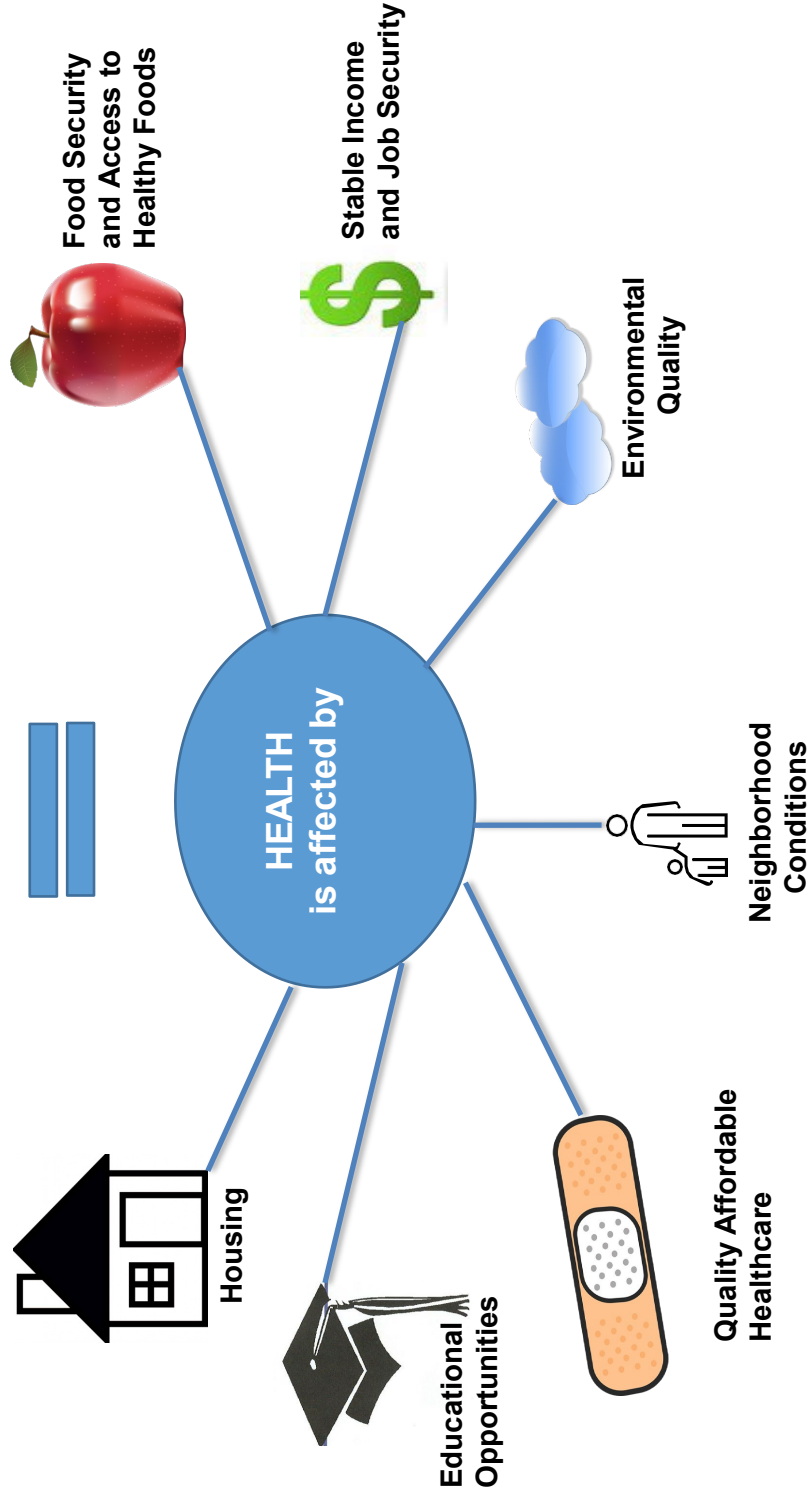 HEALTH
is affected by
Housing
Food Security
and Access to
Healthy Foods
Educational
Opportunities
Stable Income
and Job Security
Quality Affordable
Healthcare
Neighborhood
Conditions
Environmental
Quality